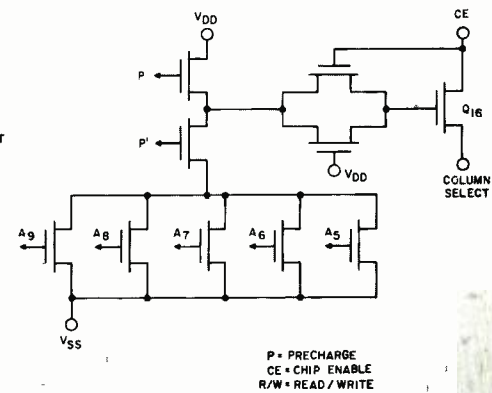 VDD
CE
P
Q16
T
P'
VDD
COLUMN
SELECT
A9 A8 A7 A6 A5
VSS
P = PRECHARGE
CE = CHIP ENABLE
R/W = READ / WRITE